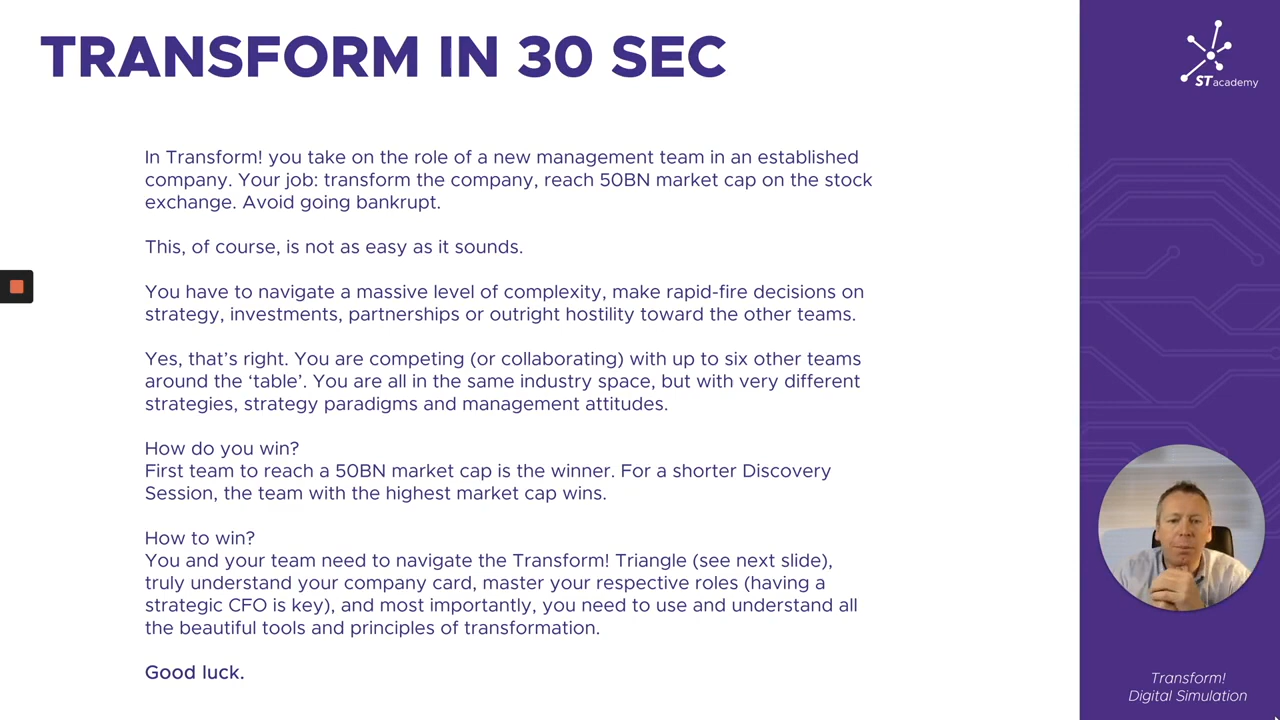 TRANSFORM IN 30 SEC
STacademy
In Transform! you take on the role of a new management team in an established
company. Your job: transform the company, reach 50BN market cap on the stock
exchange. Avoid going bankrupt.
This, of course, is not as easy as it sounds.
You have to navigate a massive level of complexity, make rapid-fire decisions on
strategy, investments, partnerships or outright hostility toward the other teams.
Yes, that’s right. You are competing (or collaborating) with up to six other teams
around the ‘table’. You are all in the same industry space, but with very different
strategies, strategy paradigms and management attitudes.
How do you win?
First team to reach a 50BN market cap is the winner. For a shorter Discovery
Session, the team with the highest market cap wins.
How to win?
You and your team need to navigate the Transform! Triangle (see next slide),
truly understand your company card, master your respective roles (having a
strategic CFO is key), and most importantly, you need to use and understand all
the beautiful tools and principles of transformation.
Good luck.
Transform!
Digital Simulation